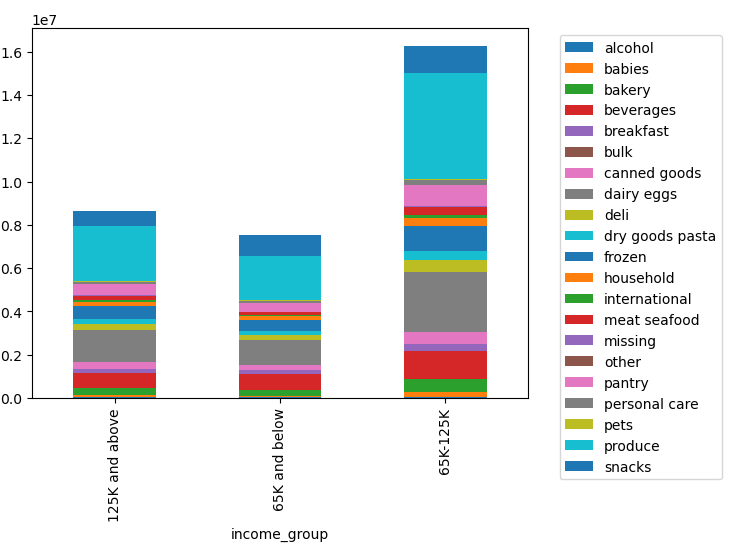 1e7
1.6
1.4
1.2
1.0
0.8
0.6
0.4
0.2
0.0
125K and above
65K and below
65K-125K
income_group
alcohol
babies
bakery
beverages
breakfast
bulk
canned goods
dairy eggs
deli
dry goods pasta
frozen
household
international
meat seafood
missing
other
pantry
personal care
pets
produce
snacks